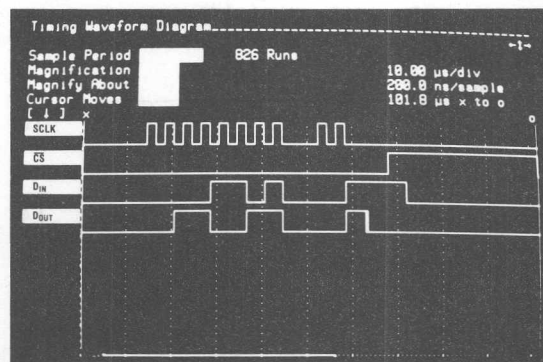 Timing Waveform Diagram
←1→
Sample Period 826 Runs
Magnification 10.00 µs/div
Magnify About 200.0 ns/sample
Cursor Moves 101.8 µs x to o
[ ↓ ] x o
SCLK
C̅S̅
DIN
DOUT